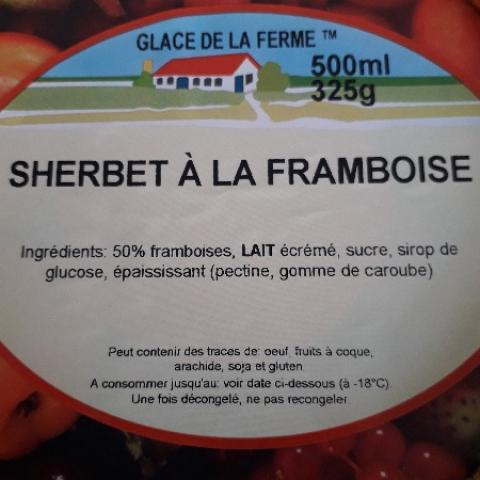 GLACE DE LA FERME ™
500ml
325g
SHERBET À LA FRAMBOISE
Ingrédients: 50% framboises, LAIT écrémé, sucre, sirop de
glucose, épaississant (pectine, gomme de caroube)
Peut contenir des traces de: oeuf, fruits à coque,
arachide, soja et gluten.
A consommer jusqu'au: voir date ci-dessous (à -18°C).
Une fois décongelé, ne pas recongeler.